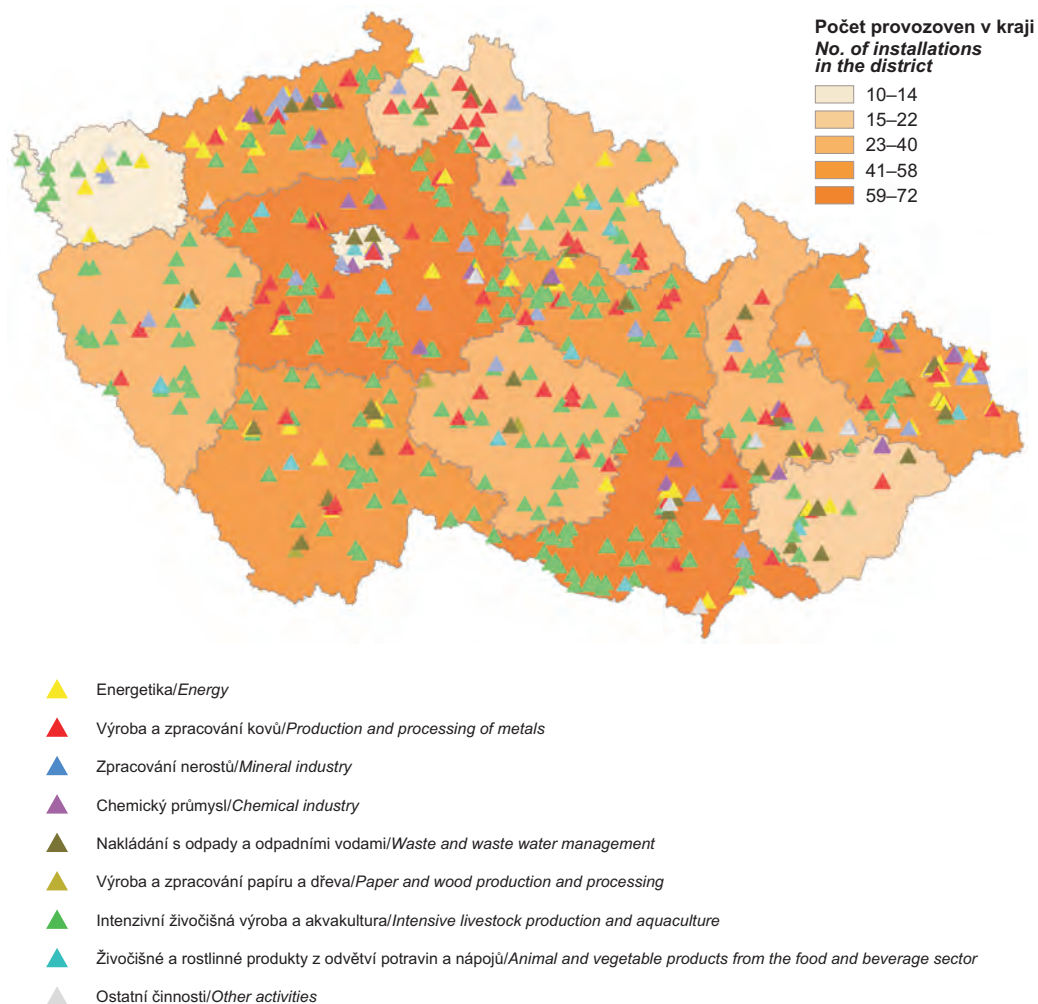 Počet provozoven v kraji
No. of installations
in the district
10–14
15–22
23–40
41–58
59–72
Energetika/Energy
Výroba a zpracování kovů/Production and processing of metals
Zpracování nerostů/Mineral industry
Chemický průmysl/Chemical industry
Nakládání s odpady a odpadními vodami/Waste and waste water management
Výroba a zpracování papíru a dřeva/Paper and wood production and processing
Intenzivní živočišná výroba a akvakultura/Intensive livestock production and aquaculture
Živočišné a rostlinné produkty z odvětví potravin a nápojů/Animal and vegetable products from the food and beverage sector
Ostatní činnosti/Other activities